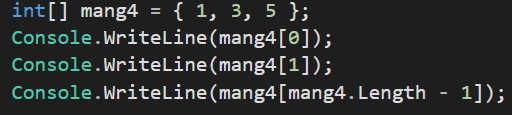 int[] mang4 = { 1, 3, 5 };
Console.WriteLine(mang4[0]);
Console.WriteLine(mang4[1]);
Console.WriteLine(mang4[mang4.Length - 1]);